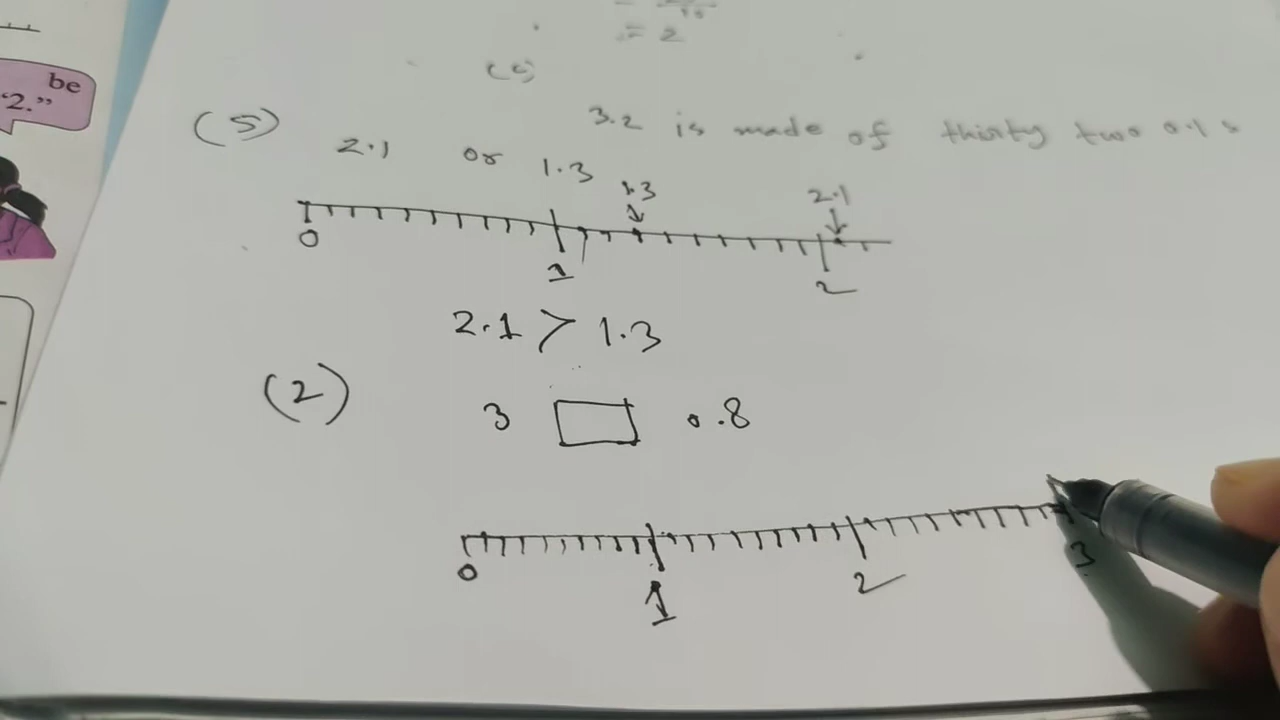 be
"2."
= 2
(c)
3.2 is made of thirty two 0.1 s
(5)
2.1 or 1.3
1.3 2.1
0 1 2
2.1 > 1.3
(2)
3 0.8
0 1 2 3